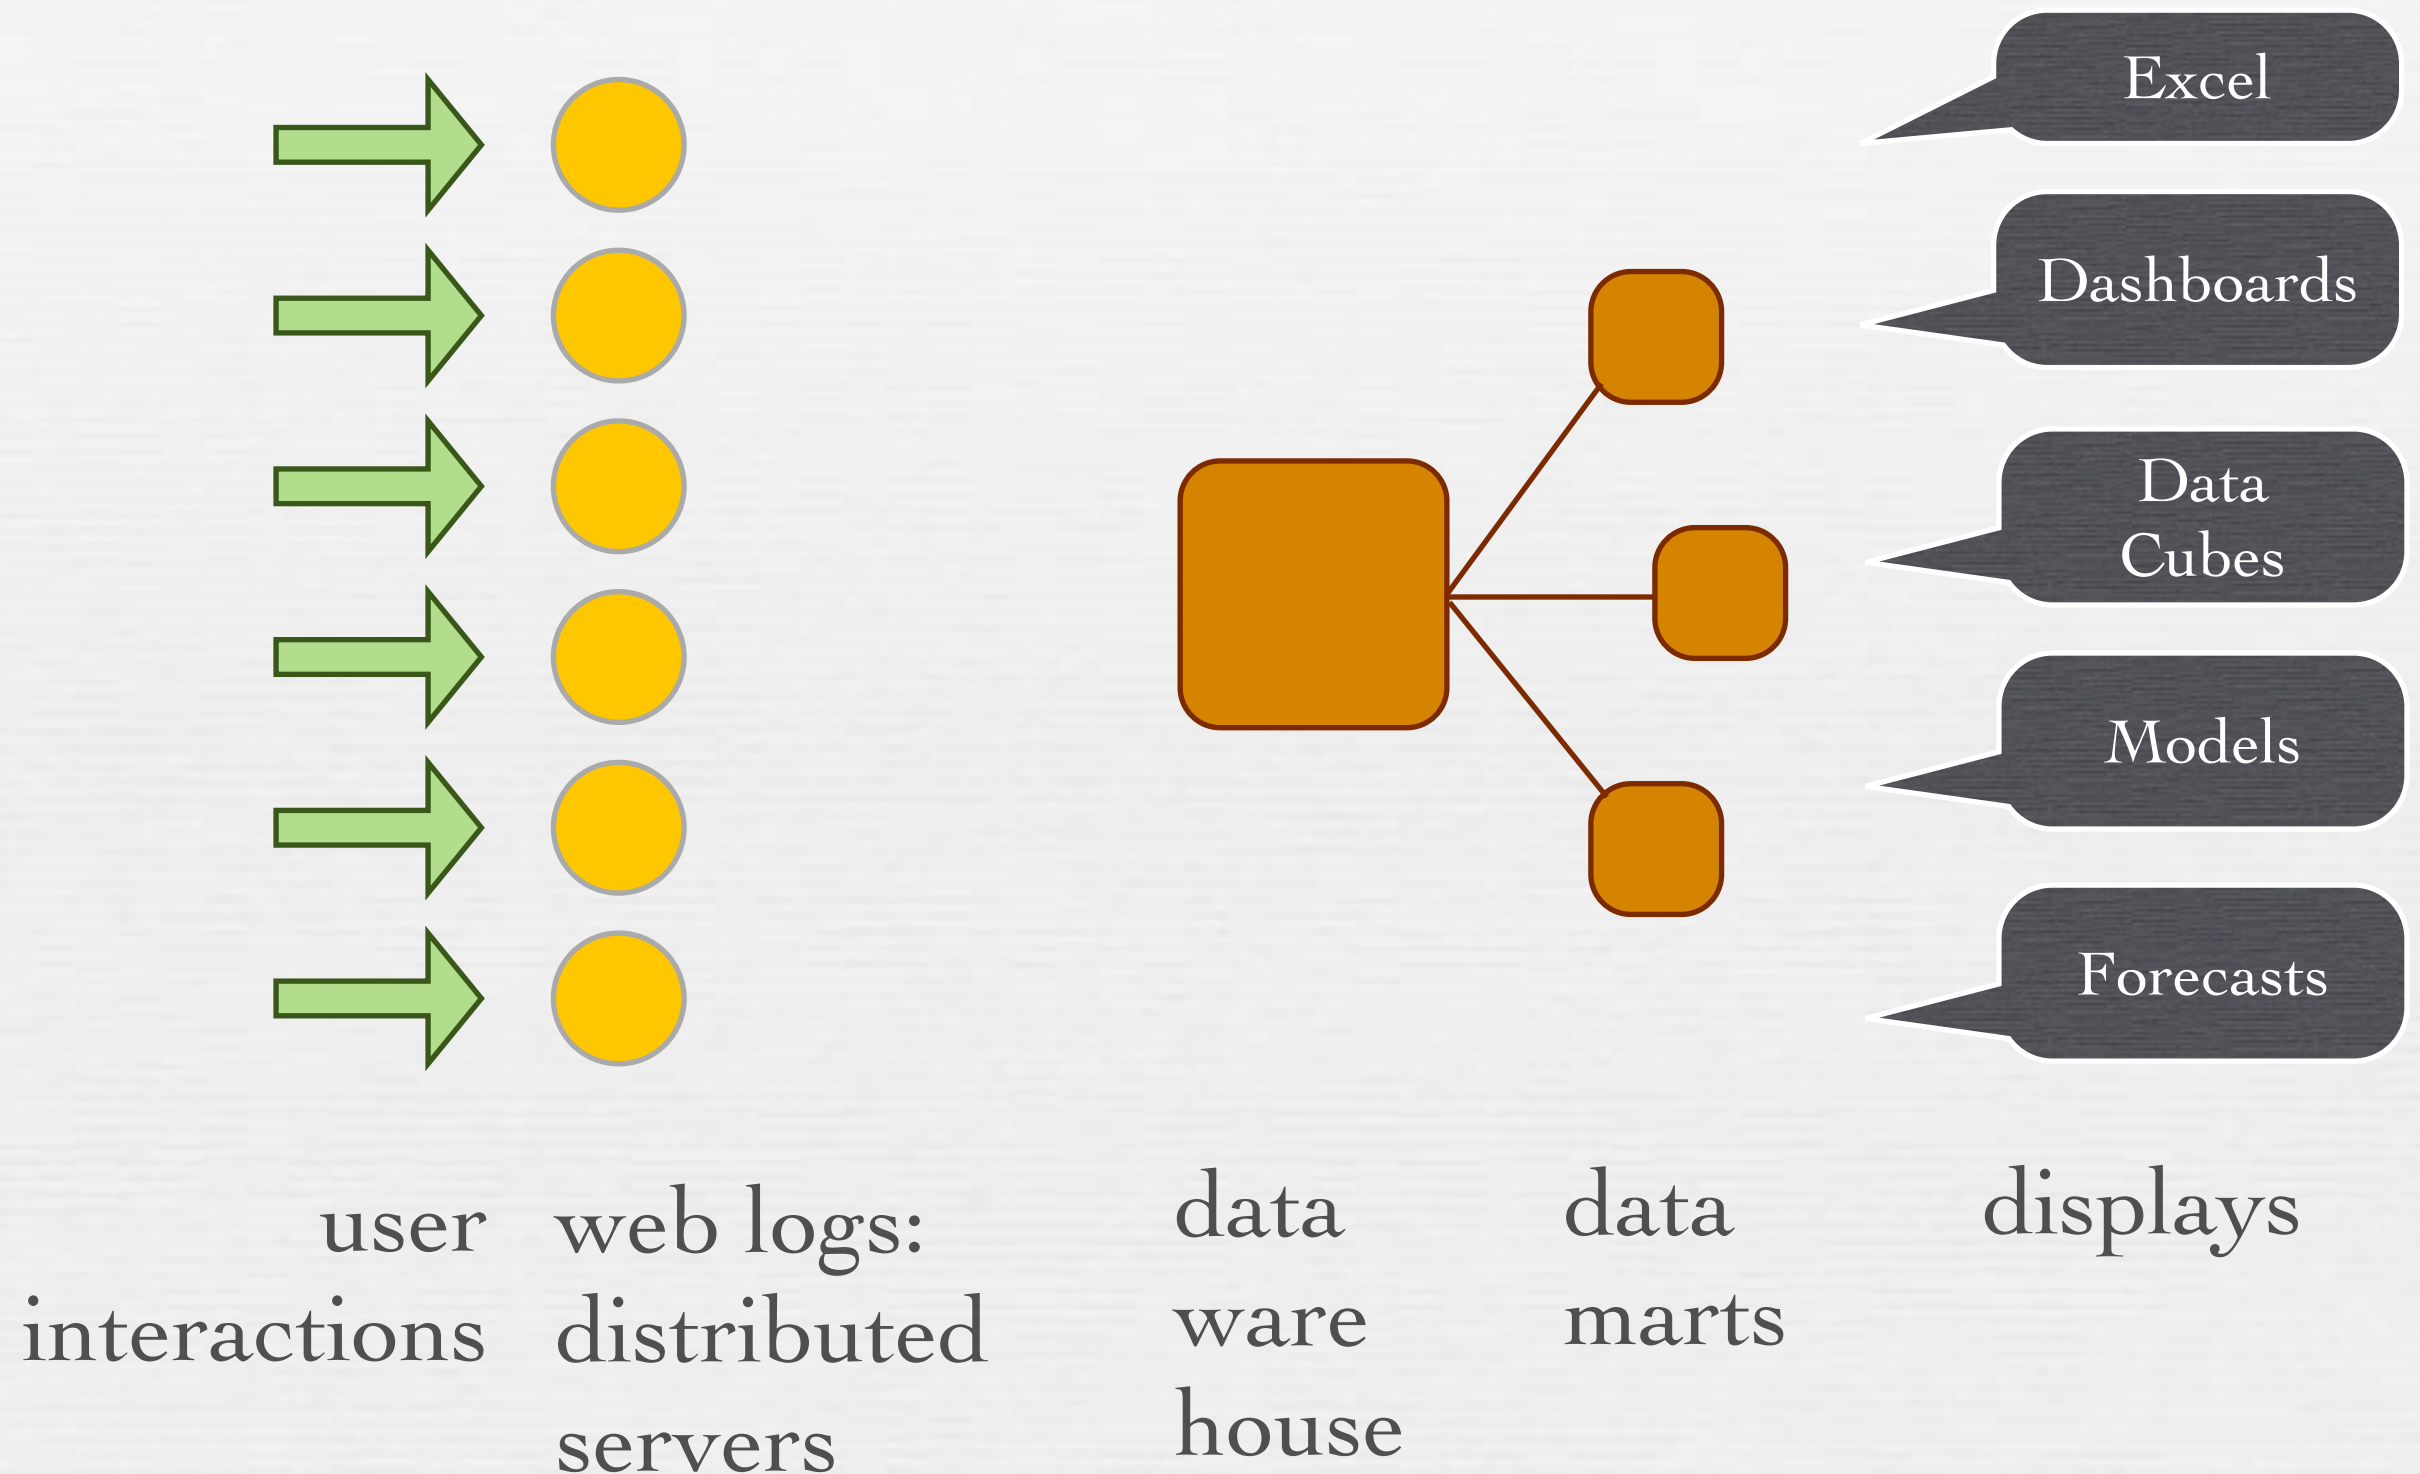 Excel
Dashboards
Data
Cubes
Models
Forecasts
user
interactions
web logs:
distributed
servers
data
ware
house
data
marts
displays